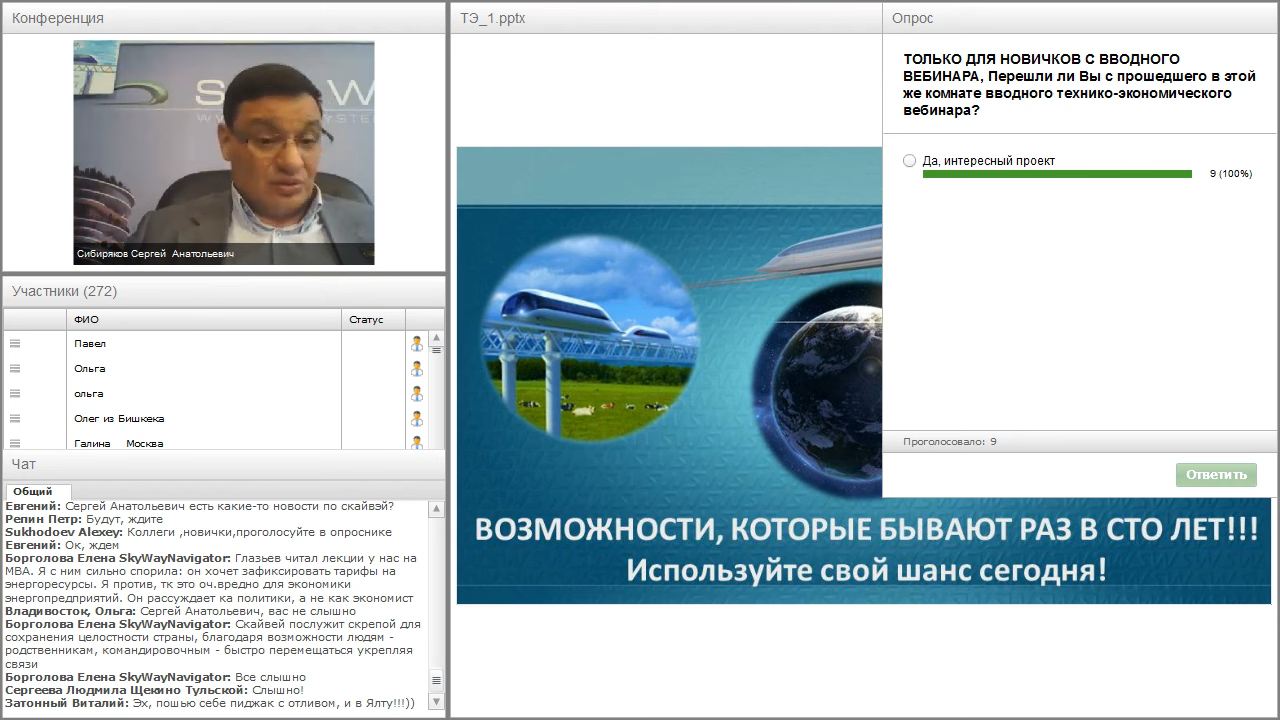 Конференция
S W
WWW YSTE
Сибиряков Сергей Анатольевич
Участники (272)
ФИО
Статус
Павел
Ольга
ольга
Олег из Бишкека
Галина Москва
Чат
Общий
Евгений: Сергей Анатольевич есть какие-то новости по скайвэй?
Репин Петр: Будут, ждите
Sukhodoev Alexey: Коллеги ,новички,проголосуйте в опроснике
Евгений: Ок, ждем
Борголова Елена SkyWayNavigator: Глазьев читал лекции у нас на
МВА. Я с ним сильно спорила: он хочет зафиксировать тарифы на
энергоресурсы. Я против, тк это оч.вредно для экономики
энергопредприятий. Он рассуждает ка политики, а не как экономист
Владивосток, Ольга: Сергей Анатольевич, вас не слышно
Борголова Елена SkyWayNavigator: Скайвей послужит скрепой для
сохранения целостности страны, благодаря возможности людям -
родственникам, командировочным - быстро перемещаться укрепляя
связи
Борголова Елена SkyWayNavigator: Все слышно
Сергеева Людмила Щекино Тульской: Слышно!
Затонный Виталий: Эх, пошью себе пиджак с отливом, и в Ялту!!!))
ТЭ_1.pptx
ВОЗМОЖНОСТИ, КОТОРЫЕ БЫВАЮТ РАЗ В СТО ЛЕТ!!!
Используйте свой шанс сегодня!
Опрос
ТОЛЬКО ДЛЯ НОВИЧКОВ С ВВОДНОГО
ВЕБИНАРА, Перешли ли Вы с прошедшего в этой
же комнате вводного технико-экономического
вебинара?
Да, интересный проект
9 (100%)
Проголосовало: 9
Ответить